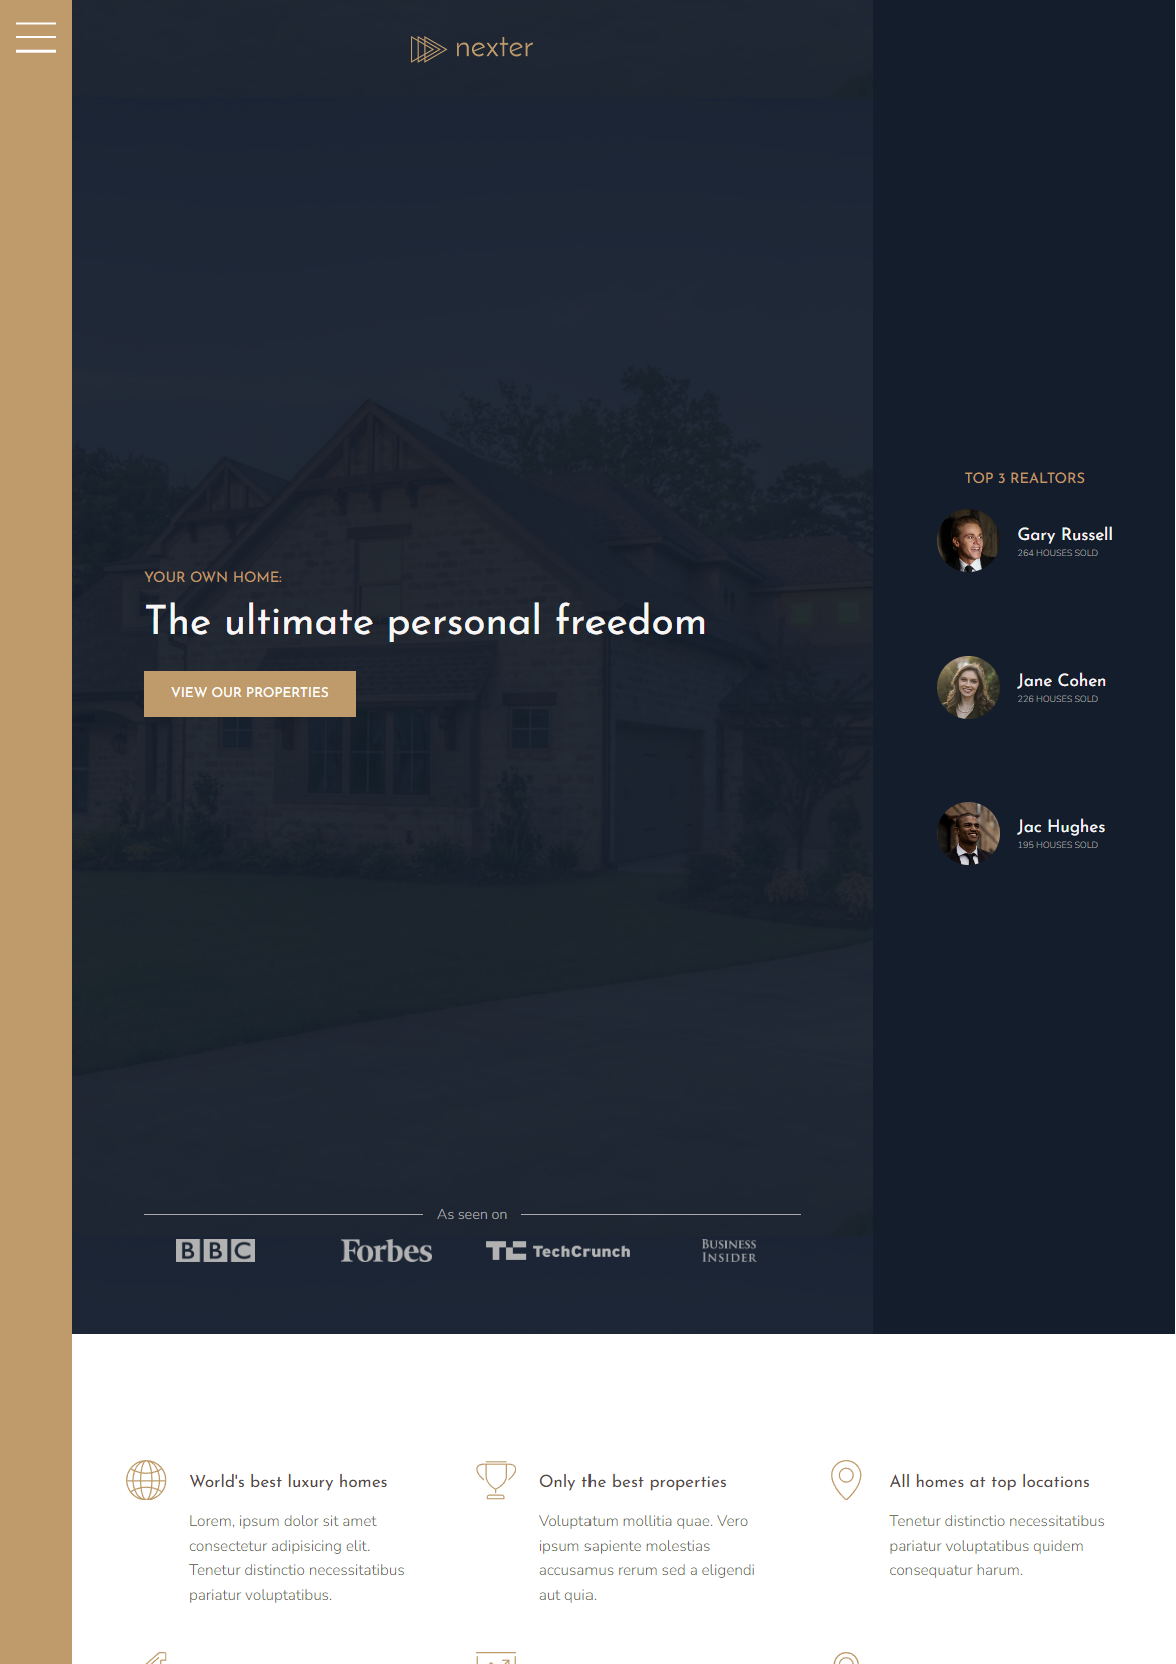 nexter
YOUR OWN HOME:
The ultimate personal freedom
VIEW OUR PROPERTIES
As seen on
BBC
Forbes
TC TechCrunch
BUSINESS
INSIDER
TOP 3 REALTORS
Gary Russell
264 HOUSES SOLD
Jane Cohen
226 HOUSES SOLD
Jac Hughes
195 HOUSES SOLD
World's best luxury homes
Lorem, ipsum dolor sit amet
consectetur adipisicing elit.
Tenetur distinctio necessitatibus
pariatur voluptatibus.
Only the best properties
Voluptatum mollitia quae. Vero
ipsum sapiente molestias
accusamus rerum sed a eligendi
aut quia.
All homes at top locations
Tenetur distinctio necessitatibus
pariatur voluptatibus quidem
consequatur harum.